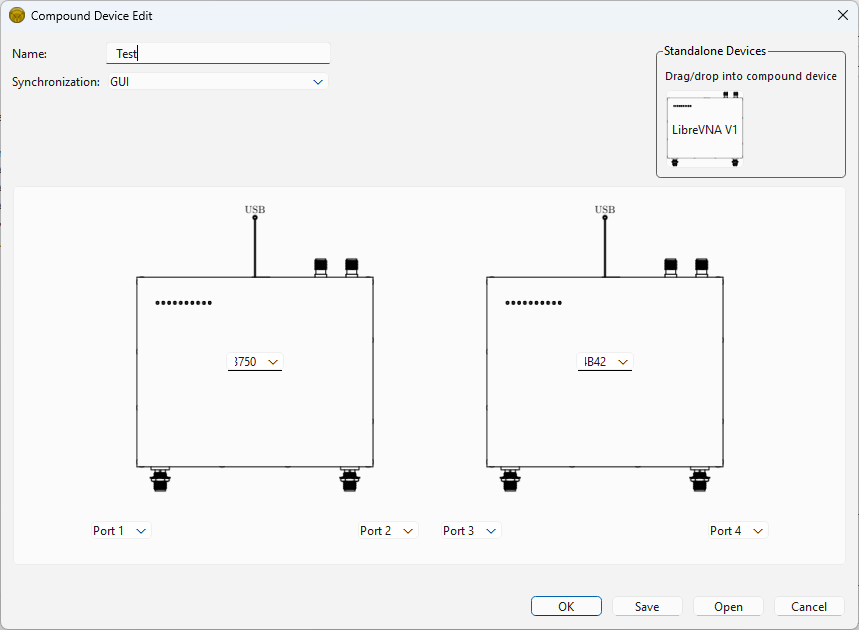 Compound Device Edit
Name: Test
Synchronization: GUI
Standalone Devices
Drag/drop into compound device
LibreVNA V1
USB USB
3750 4B42
Port 1 Port 2 Port 3 Port 4
OK Save Open Cancel